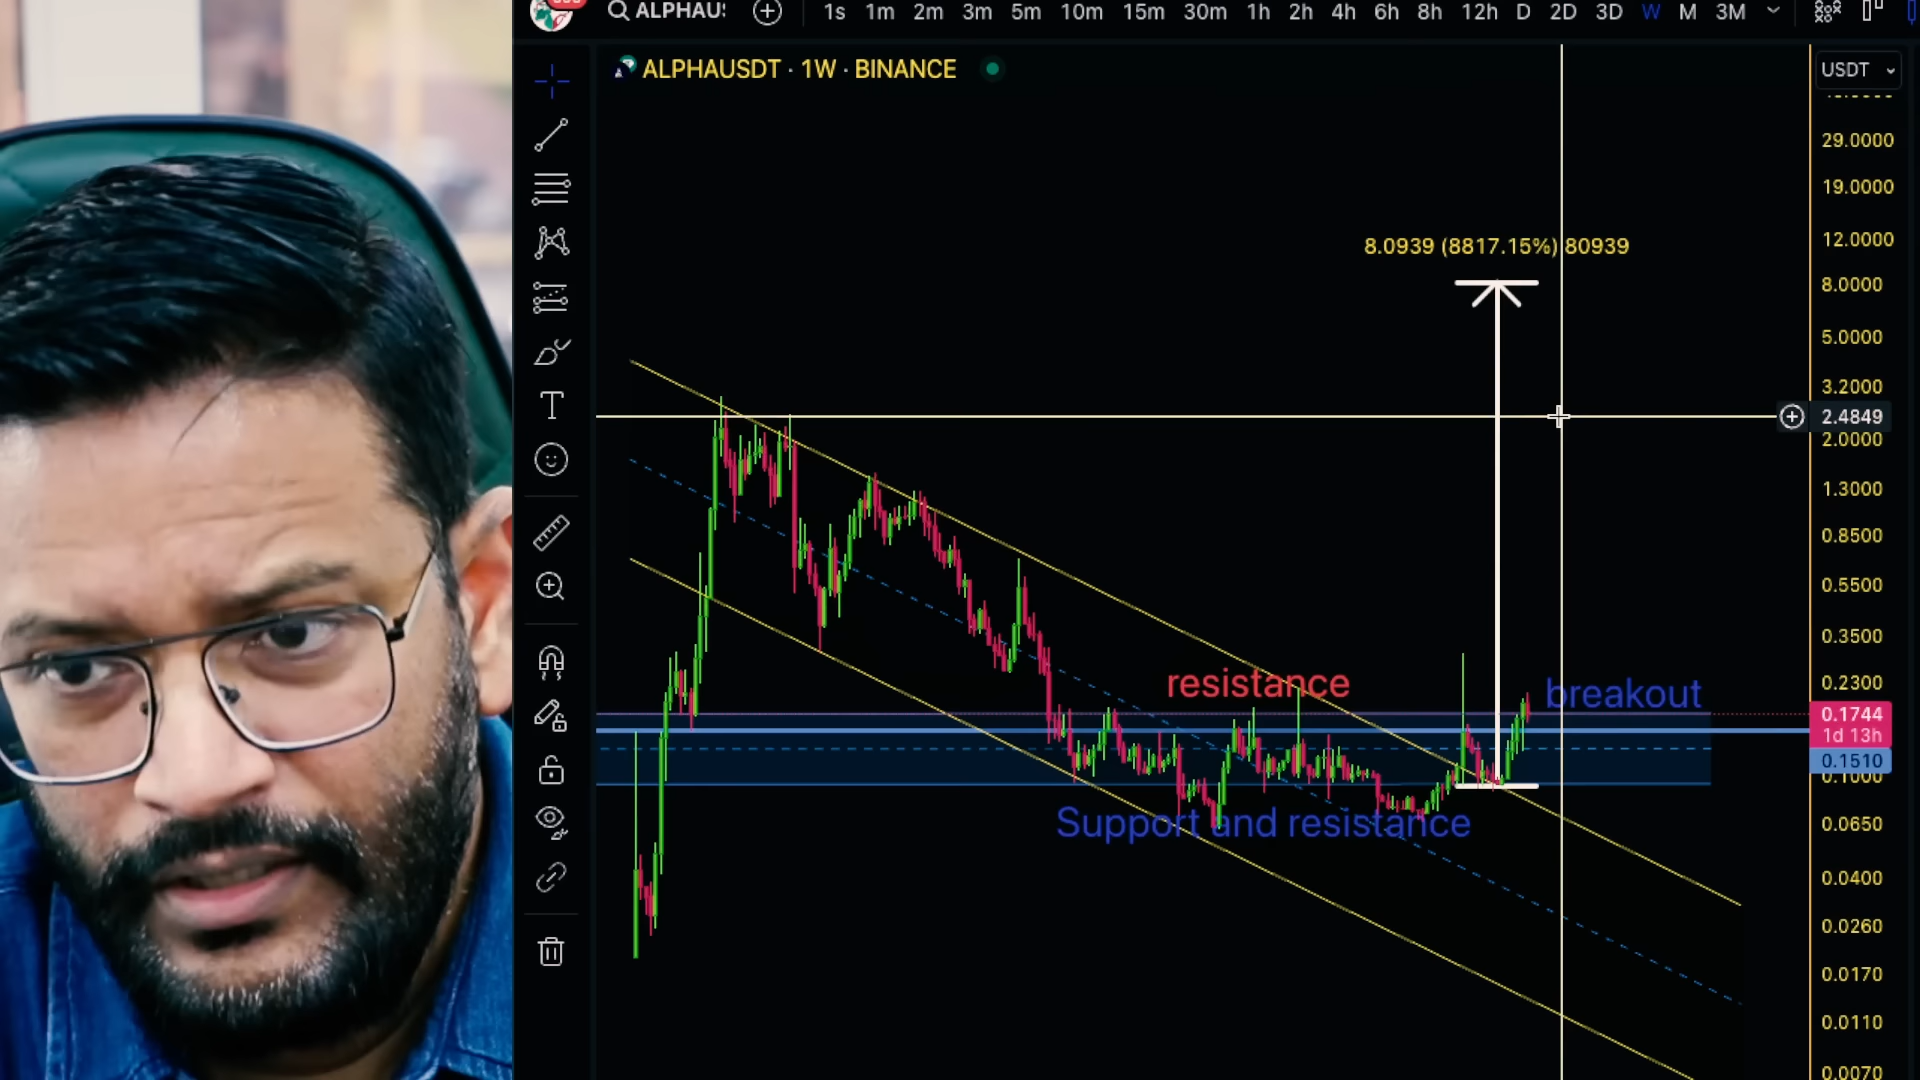 ALPHAU
1s 1m 2m 3m 5m 10m 15m 30m 1h 2h 4h 6h 8h 12h D 2D 3D W M 3M
ALPHAUSDT · 1W · BINANCE
USDT
29.0000
19.0000
12.0000
8.0939 (8817.15%) 80939
8.0000
5.0000
3.2000
2.4849
2.0000
1.3000
0.8500
0.5500
0.3500
resistance
breakout
0.2300
0.1744
1d 13h
0.1510
0.1000
Support and resistance
0.0650
0.0400
0.0260
0.0170
0.0110
0.0070